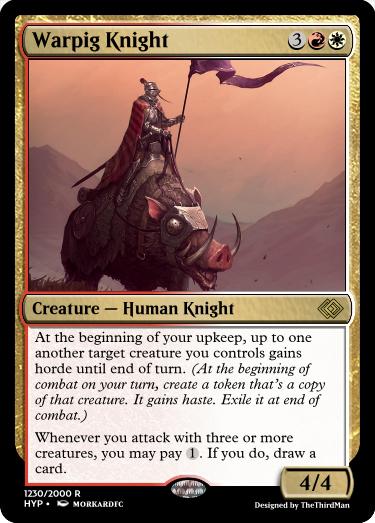 Warpig Knight 3
Creature — Human Knight
At the beginning of your upkeep, up to one
another target creature you controls gains
horde until end of turn. (At the beginning of
combat on your turn, create a token that's a copy
of that creature. It gains haste. Exile it at end of
combat.)
Whenever you attack with three or more
creatures, you may pay 1. If you do, draw a
card.
4/4
1230/2000 R
HYP • MORKARDFC
Designed by TheThirdMan